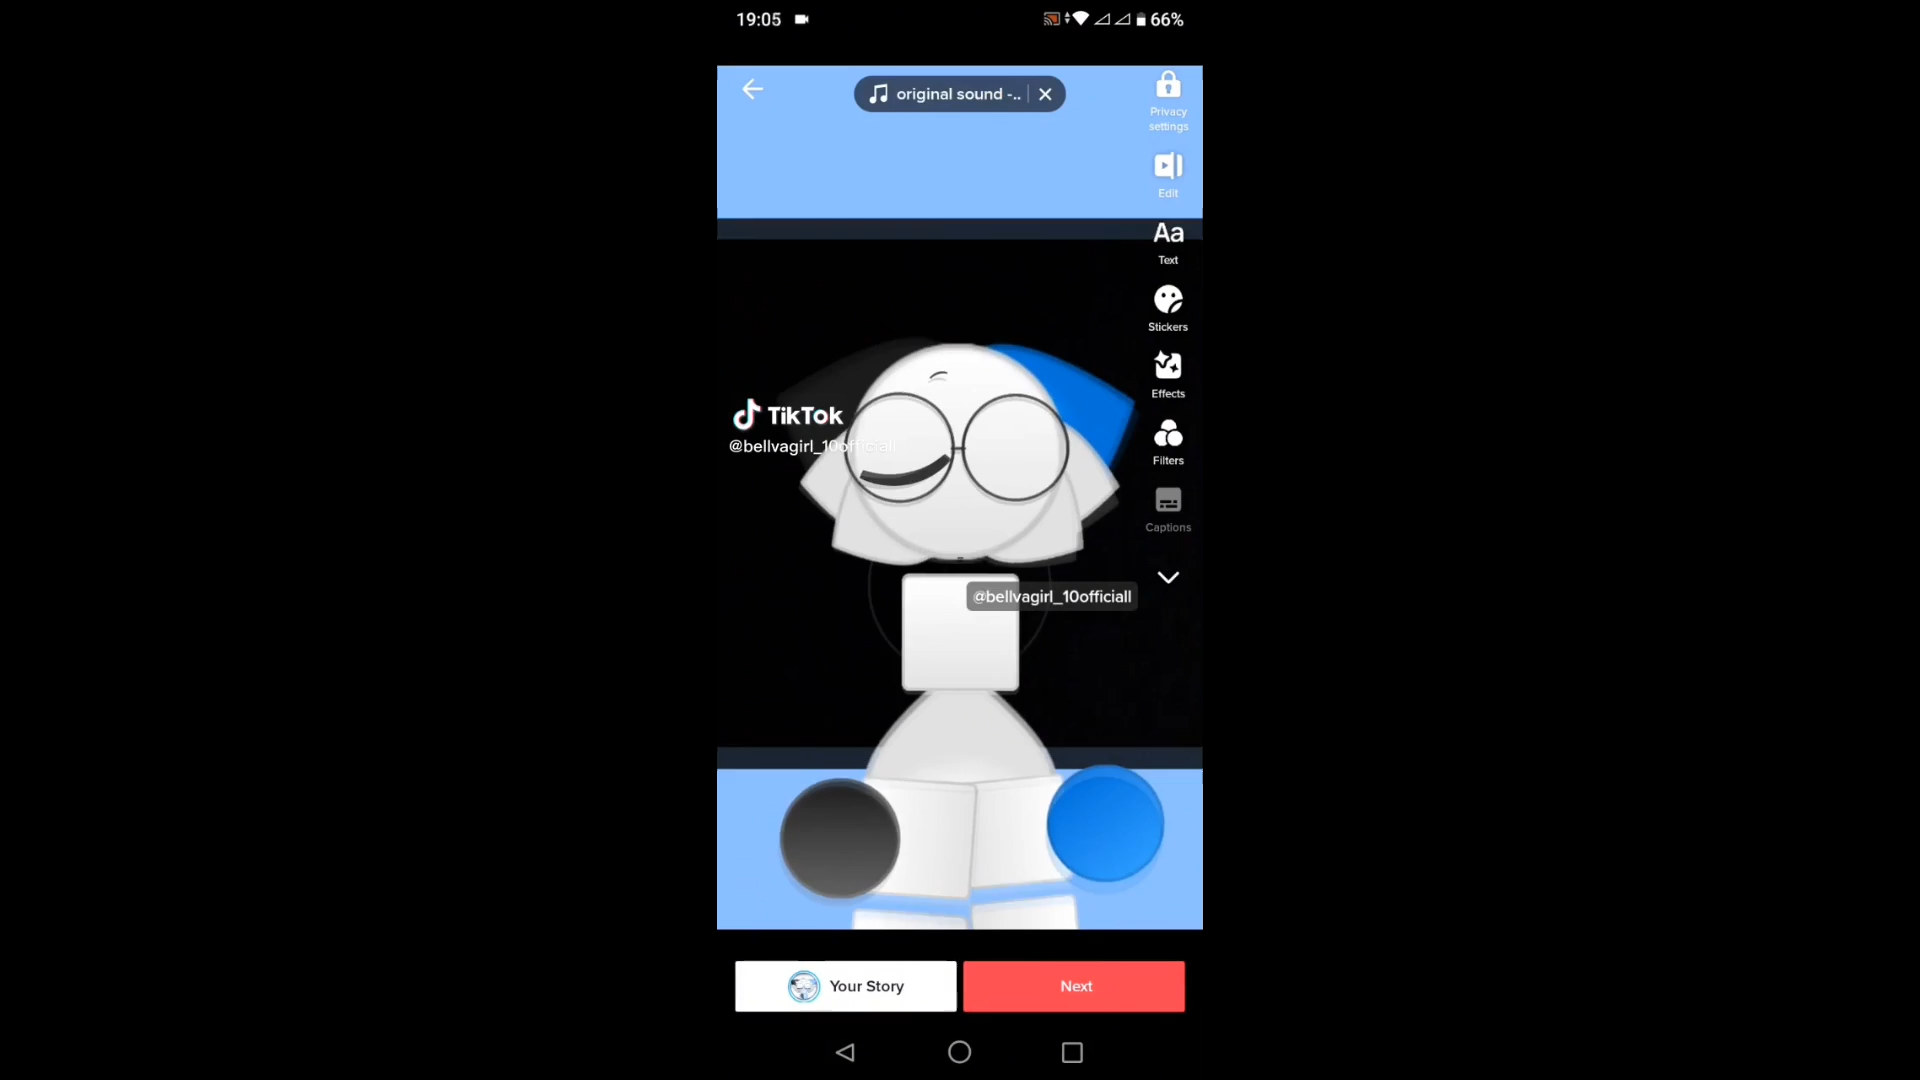 19:05
66%
original sound -..
Privacy
settings
Edit
Aa
Text
Stickers
Effects
TikTok
@bellvagirl_10officiall
Filters
Captions
@bellvagirl_10officiall
Your Story
Next